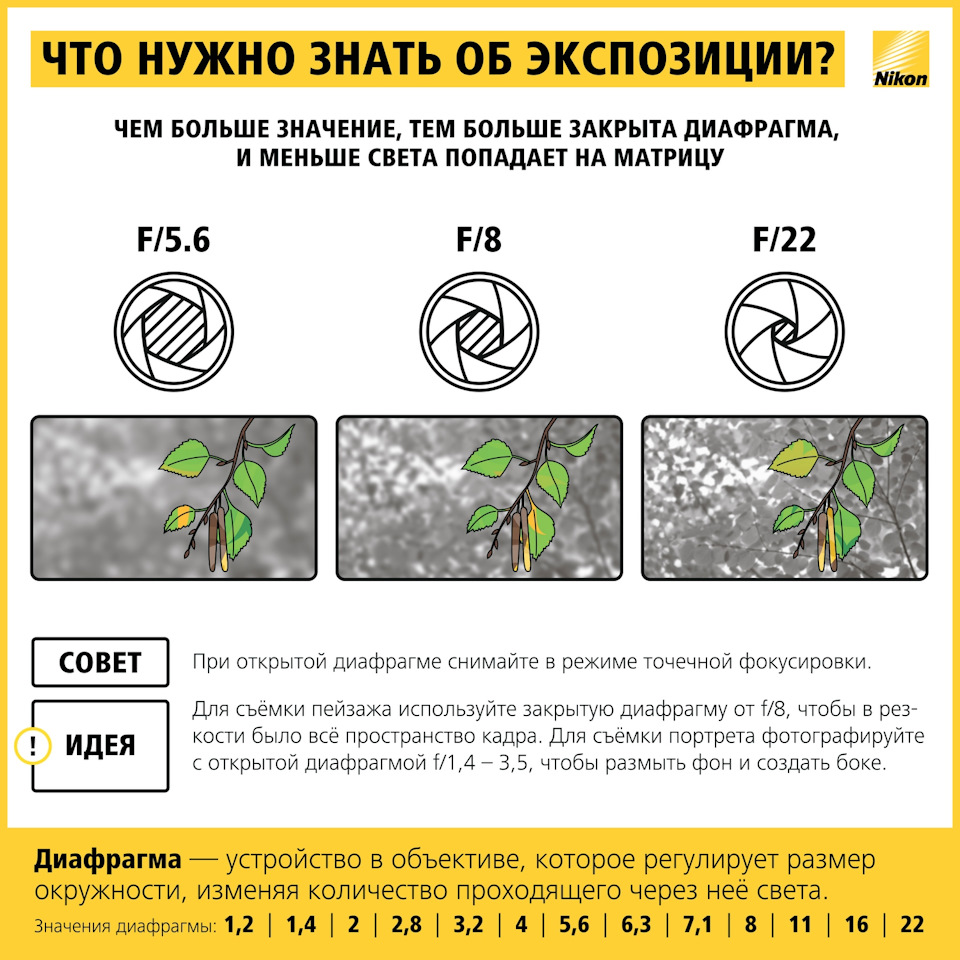 ЧТО НУЖНО ЗНАТЬ ОБ ЭКСПОЗИЦИИ?
Nikon
ЧЕМ БОЛЬШЕ ЗНАЧЕНИЕ, ТЕМ БОЛЬШЕ ЗАКРЫТА ДИАФРАГМА,
И МЕНЬШЕ СВЕТА ПОПАДАЕТ НА МАТРИЦУ
F/5.6
F/8
F/22
СОВЕТ
При открытой диафрагме снимайте в режиме точечной фокусировки.
!
ИДЕЯ
Для съёмки пейзажа используйте закрытую диафрагму от f/8, чтобы в рез-
кости было всё пространство кадра. Для съёмки портрета фотографируйте
с открытой диафрагмой f/1,4 – 3,5, чтобы размыть фон и создать боке.
Диафрагма — устройство в объективе, которое регулирует размер
окружности, изменяя количество проходящего через неё света.
Значения диафрагмы: 1,2 | 1,4 | 2 | 2,8 | 3,2 | 4 | 5,6 | 6,3 | 7,1 | 8 | 11 | 16 | 22